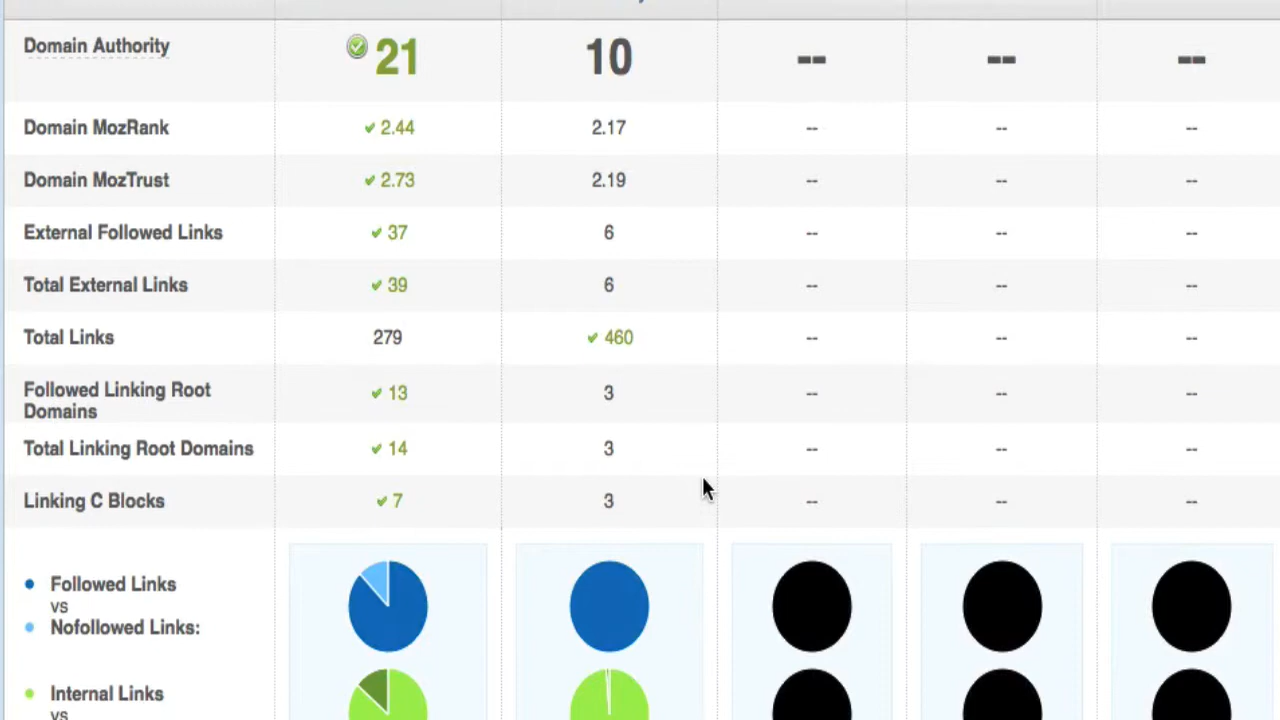 Domain Authority 21 10 -- -- --
Domain MozRank 2.44 2.17 -- -- --
Domain MozTrust 2.73 2.19 -- -- --
External Followed Links 37 6 -- -- --
Total External Links 39 6 -- -- --
Total Links 279 460 -- -- --
Followed Linking Root
Domains 13 3 -- -- --
Total Linking Root Domains 14 3 -- -- --
Linking C Blocks 7 3 -- -- --
Followed Links
vs
Nofollowed Links:
Internal Links
vs